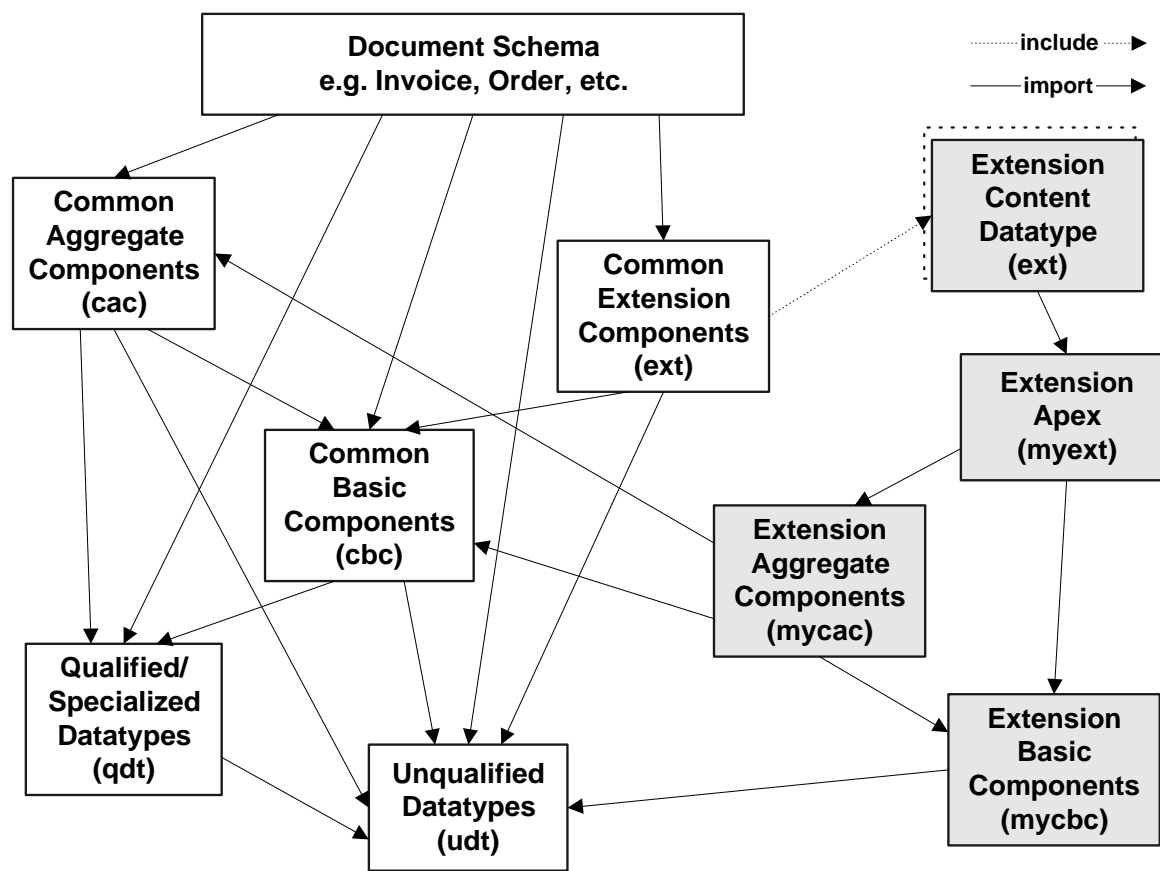 Document Schema
e.g. Invoice, Order, etc.
include
import
Extension
Content
Datatype
(ext)
Common
Aggregate
Components
(cac)
Common
Extension
Components
(ext)
Extension
Apex
(myext)
Common
Basic
Components
(cbc)
Extension
Aggregate
Components
(mycac)
Qualified/
Specialized
Datatypes
(qdt)
Unqualified
Datatypes
(udt)
Extension
Basic
Components
(mycbc)